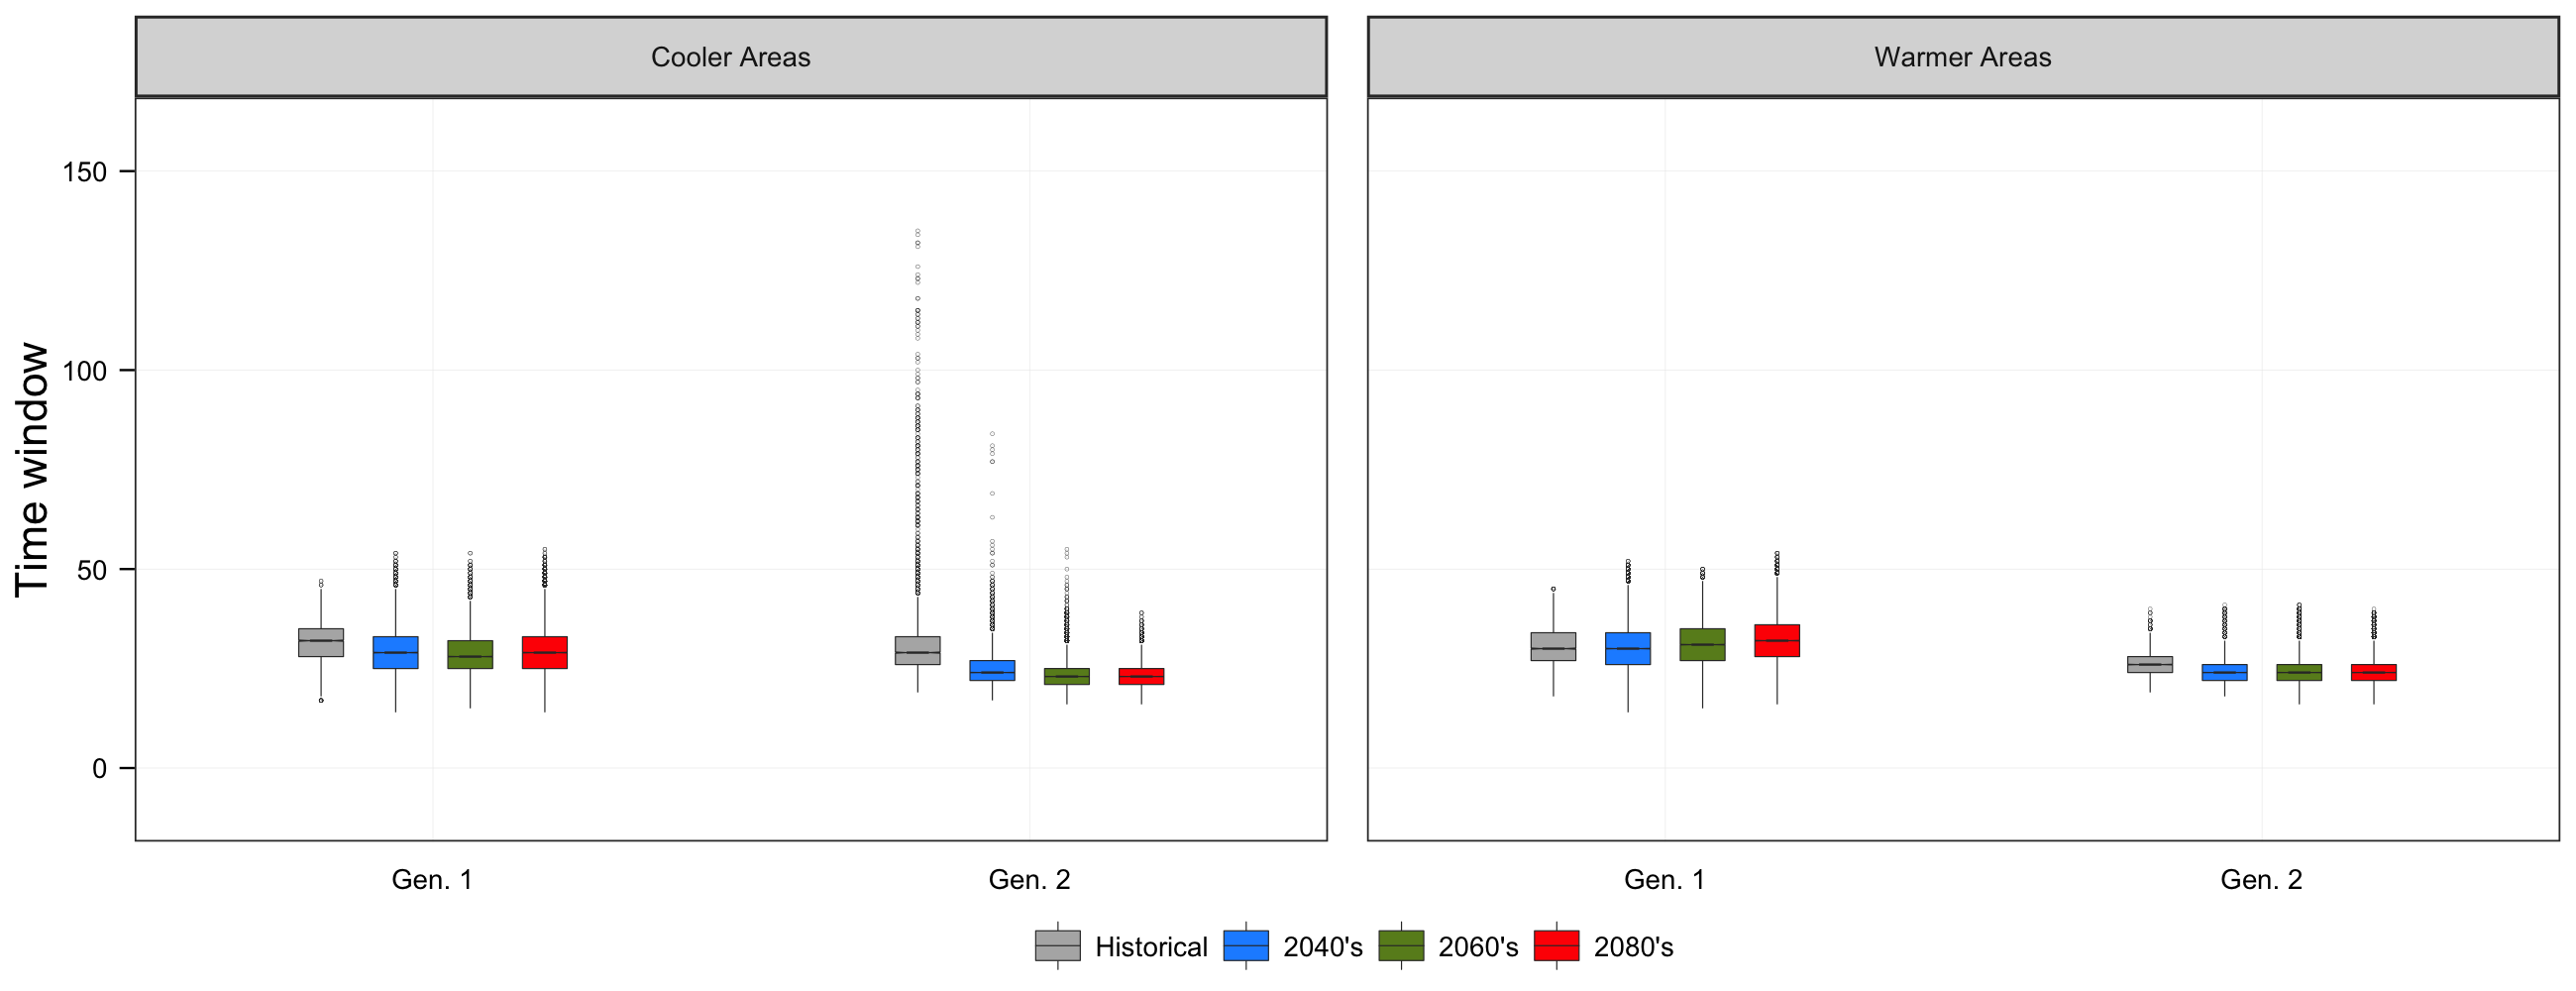 Cooler Areas
Warmer Areas
Time window
150
100
50
0
Gen. 1
Gen. 2
Gen. 1
Gen. 2
Historical
2040's
2060's
2080's